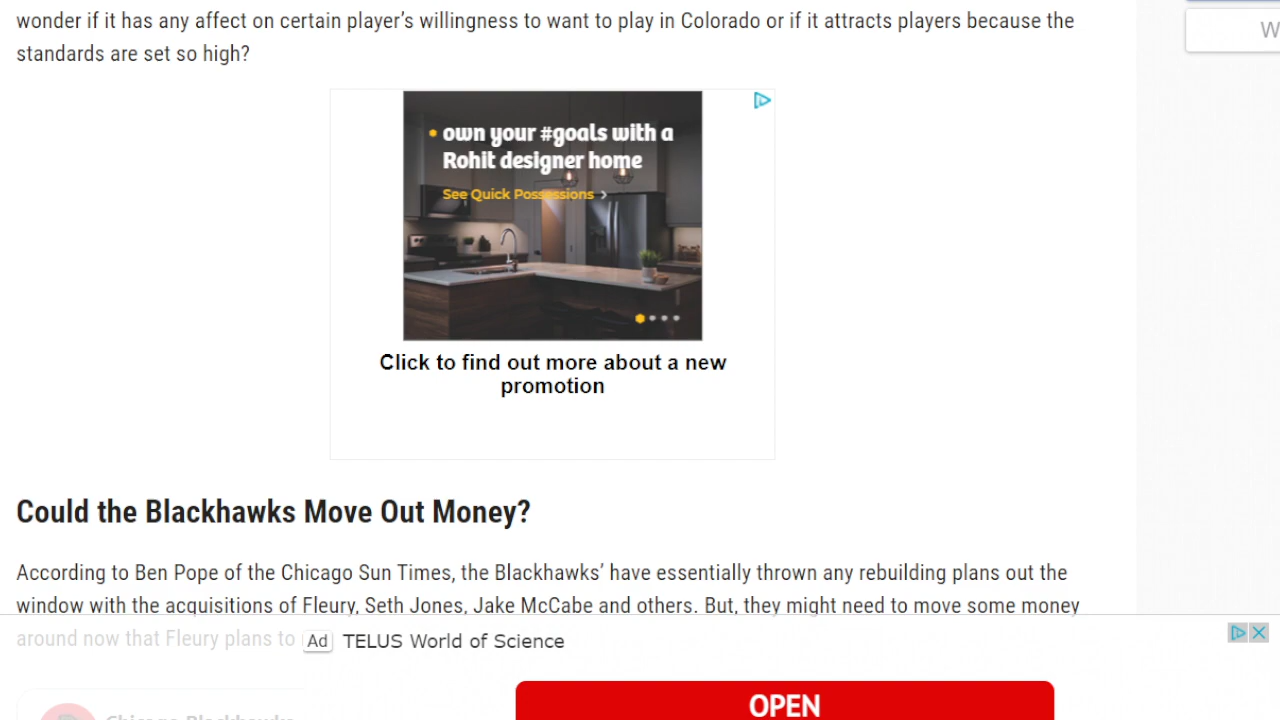 wonder if it has any affect on certain player’s willingness to want to play in Colorado or if it attracts players because the
standards are set so high?
own your #goals with a
Rohit designer home
See Quick Possessions >
Click to find out more about a new
promotion
Could the Blackhawks Move Out Money?
According to Ben Pope of the Chicago Sun Times, the Blackhawks’ have essentially thrown any rebuilding plans out the
window with the acquisitions of Fleury, Seth Jones, Jake McCabe and others. But, they might need to move some money
around now that Fleury plans to
Ad TELUS World of Science
OPEN
Chicago Blackhawks
W